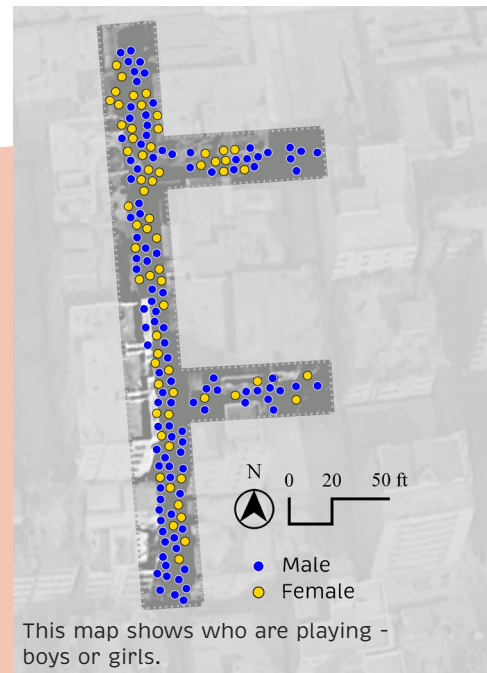 N
0 20 50 ft
Male
Female
This map shows who are playing -
boys or girls.